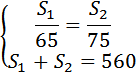 S₁/65 = S₂/75
S₁ + S₂ = 560